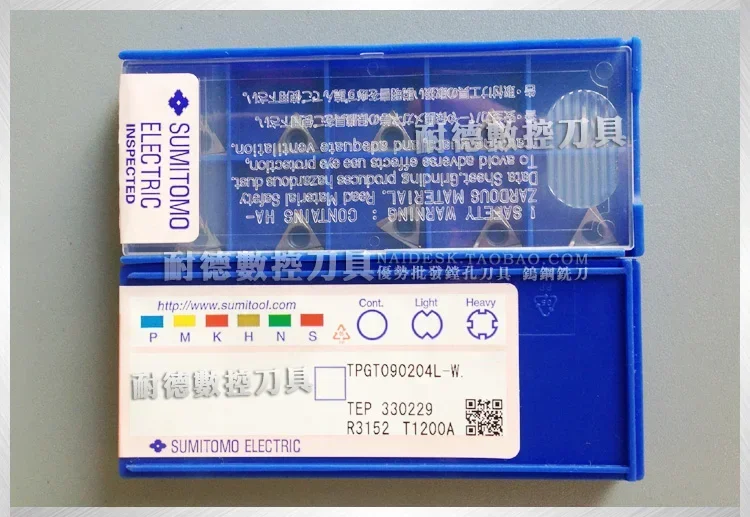 SUMITOMO
ELECTRIC
INSPECTED
! SAFETY WARNING : CONTAINS HA-
ZARDOUS MATERIAL. Read Material Safety
Data Sheet. Grinding produces hazardous dust.
To avoid adverse effects use eye protection,
and adequate ventilation.
耐德數控刀具
耐德數控刀具
NAIDESK.TAOBAO.COM
優勢批發鏜孔刀具 鎢鋼銑刀
http://www.sumitool.com
Cont. Light Heavy
P M K H N S
耐德數控刀具
TPGT090204L-W.
TEP 330229
R3152 T1200A
SUMITOMO ELECTRIC